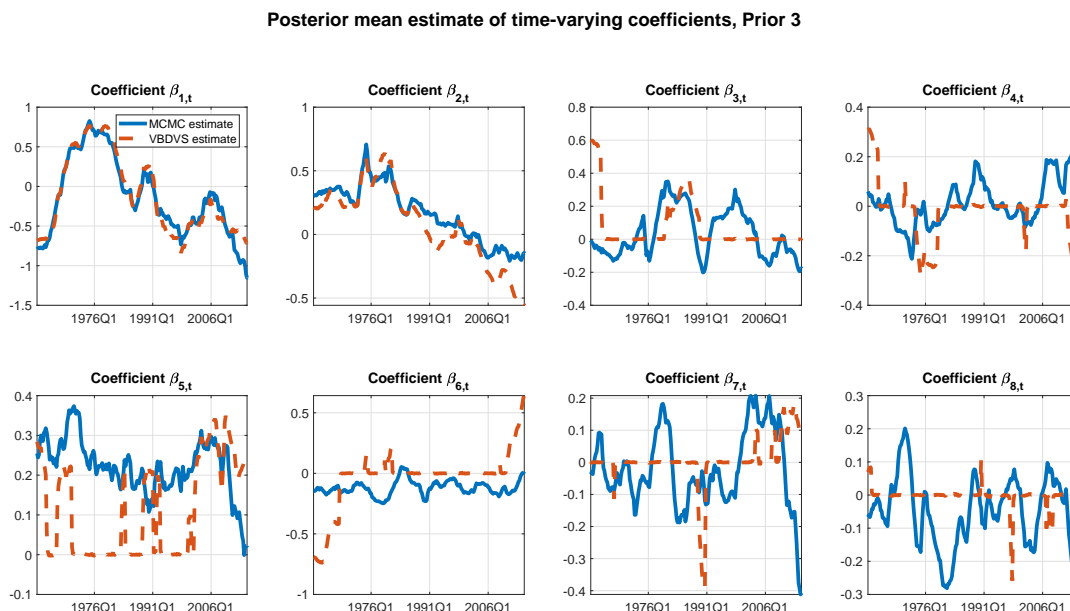 Posterior mean estimate of time-varying coefficients, Prior 3
Coefficient β1,t
1
0.5
0
-0.5
-1
-1.5
1976Q1 1991Q1 2006Q1
MCMC estimate
VBDVS estimate
Coefficient β2,t
1
0.5
0
-0.5
1976Q1 1991Q1 2006Q1
Coefficient β3,t
0.8
0.6
0.4
0.2
0
-0.2
-0.4
1976Q1 1991Q1 2006Q1
Coefficient β4,t
0.4
0.2
0
-0.2
-0.4
1976Q1 1991Q1 2006Q1
Coefficient β5,t
0.4
0.3
0.2
0.1
0
-0.1
1976Q1 1991Q1 2006Q1
Coefficient β6,t
0.5
0
-0.5
-1
1976Q1 1991Q1 2006Q1
Coefficient β7,t
0.2
0.1
0
-0.1
-0.2
-0.3
-0.4
1976Q1 1991Q1 2006Q1
Coefficient β8,t
0.3
0.2
0.1
0
-0.1
-0.2
-0.3
1976Q1 1991Q1 2006Q1